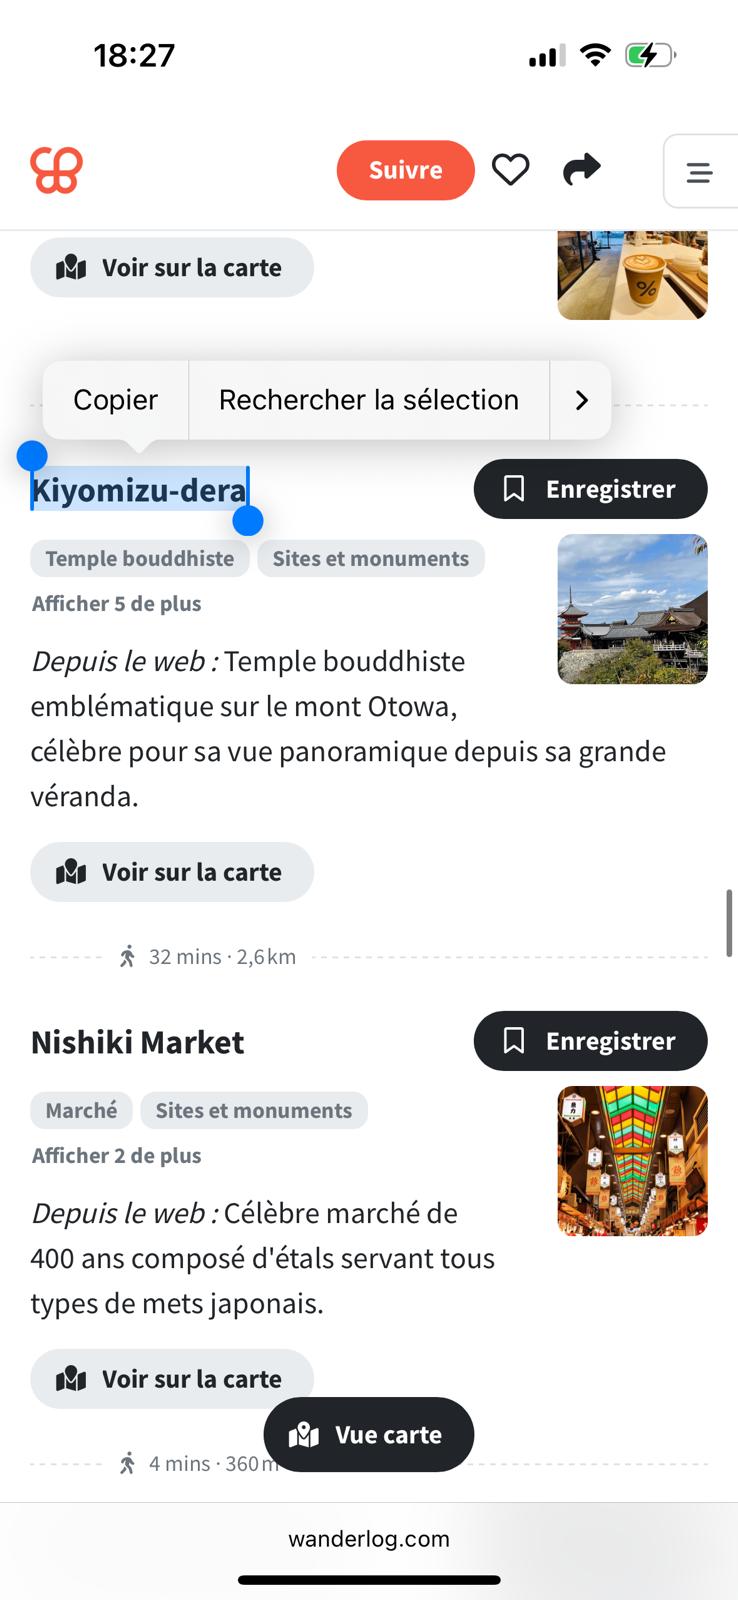 18:27
Suivre
Voir sur la carte
%
Copier
Rechercher la sélection
Kiyomizu-dera
Enregistrer
Temple bouddhiste
Sites et monuments
Afficher 5 de plus
Depuis le web : Temple bouddhiste
emblématique sur le mont Otowa,
célèbre pour sa vue panoramique depuis sa grande
véranda.
Voir sur la carte
32 mins · 2,6 km
Nishiki Market
Enregistrer
Marché
Sites et monuments
Afficher 2 de plus
Depuis le web : Célèbre marché de
400 ans composé d'étals servant tous
types de mets japonais.
Voir sur la carte
Vue carte
4 mins · 360 m
wanderlog.com